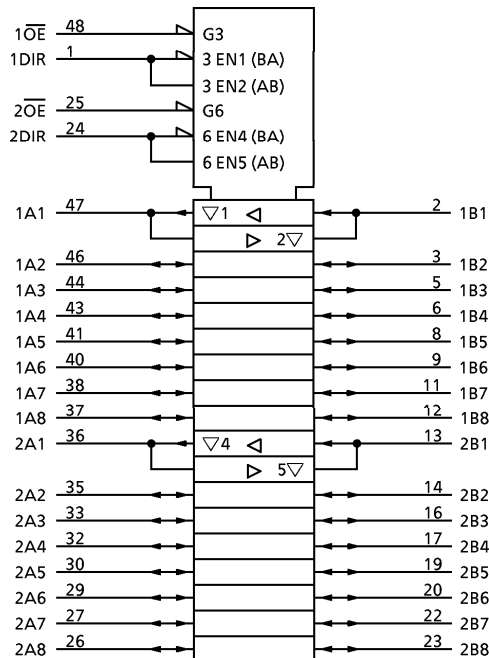 1O̅E̅ 48 G3
1DIR 1 3 EN1 (BA)
3 EN2 (AB)
2O̅E̅ 25 G6
2DIR 24 6 EN4 (BA)
6 EN5 (AB)
1A1 47 ▽1 ◁ 2 1B1
▷ 2▽
1A2 46 3 1B2
1A3 44 5 1B3
1A4 43 6 1B4
1A5 41 8 1B5
1A6 40 9 1B6
1A7 38 11 1B7
1A8 37 12 1B8
2A1 36 ▽4 ◁ 13 2B1
▷ 5▽
2A2 35 14 2B2
2A3 33 16 2B3
2A4 32 17 2B4
2A5 30 19 2B5
2A6 29 20 2B6
2A7 27 22 2B7
2A8 26 23 2B8